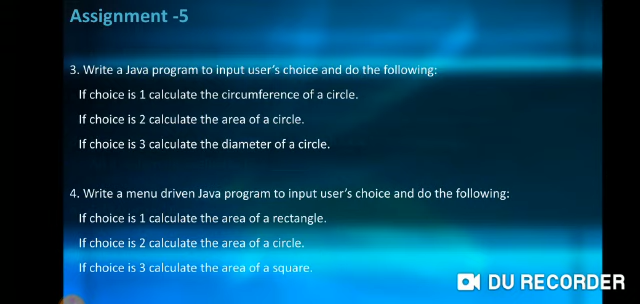 Assignment -5
3. Write a Java program to input user's choice and do the following:
If choice is 1 calculate the circumference of a circle.
If choice is 2 calculate the area of a circle.
If choice is 3 calculate the diameter of a circle.
4. Write a menu driven Java program to input user's choice and do the following:
If choice is 1 calculate the area of a rectangle.
If choice is 2 calculate the area of a circle.
If choice is 3 calculate the area of a square.
DU RECORDER